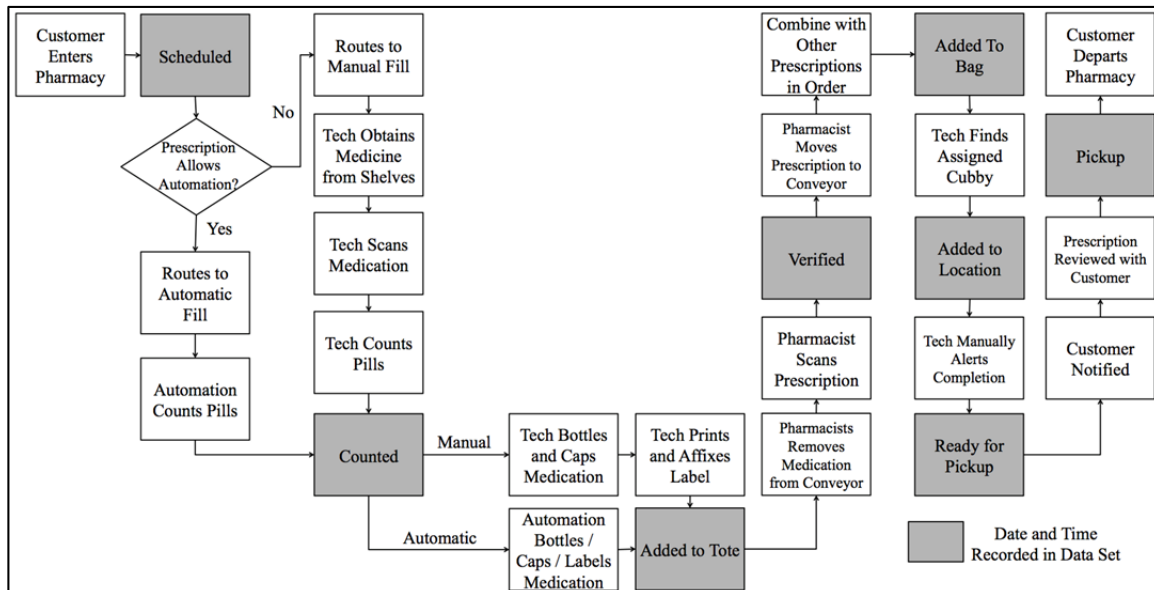 Customer
Enters
Pharmacy
Scheduled
Prescription
Allows
Automation?
No
Yes
Routes to
Manual Fill
Tech Obtains
Medicine
from Shelves
Tech Scans
Medication
Tech Counts
Pills
Routes to
Automatic
Fill
Automation
Counts Pills
Counted
Manual
Automatic
Tech Bottles
and Caps
Medication
Tech Prints
and Affixes
Label
Automation
Bottles /
Caps / Labels
Medication
Added to Tote
Pharmacists
Removes
Medication
from Conveyor
Pharmacist
Scans
Prescription
Verified
Pharmacist
Moves
Prescription to
Conveyor
Combine with
Other
Prescriptions
in Order
Added To
Bag
Tech Finds
Assigned
Cubby
Added to
Location
Tech Manually
Alerts
Completion
Ready for
Pickup
Customer
Notified
Prescription
Reviewed with
Customer
Pickup
Customer
Departs
Pharmacy
Date and Time
Recorded in Data Set